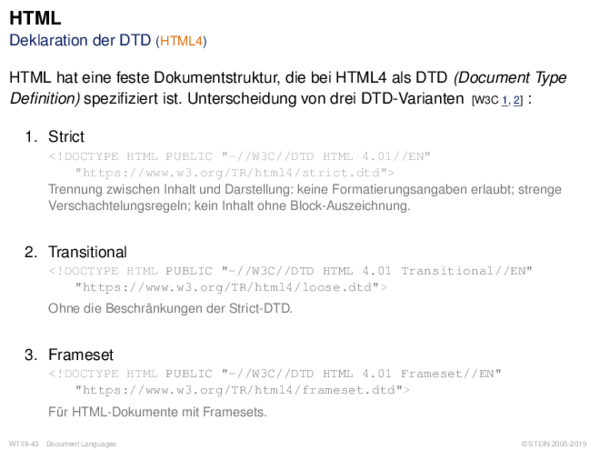 HTML
Deklaration der DTD (HTML4)
HTML hat eine feste Dokumentstruktur, die bei HTML4 als DTD (Document Type
Definition) spezifiziert ist. Unterscheidung von drei DTD-Varianten [W3C 1, 2] :
1. Strict
<!DOCTYPE HTML PUBLIC "-//W3C//DTD HTML 4.01//EN"
"https://www.w3.org/TR/html4/strict.dtd">
Trennung zwischen Inhalt und Darstellung: keine Formatierungsangaben erlaubt; strenge
Verschachtelungsregeln; kein Inhalt ohne Block-Auszeichnung.
2. Transitional
<!DOCTYPE HTML PUBLIC "-//W3C//DTD HTML 4.01 Transitional//EN"
"https://www.w3.org/TR/html4/loose.dtd">
Ohne die Beschränkungen der Strict-DTD.
3. Frameset
<!DOCTYPE HTML PUBLIC "-//W3C//DTD HTML 4.01 Frameset//EN"
"https://www.w3.org/TR/html4/frameset.dtd">
Für HTML-Dokumente mit Framesets.
WT:III-43 Document Languages © STEIN 2005-2019